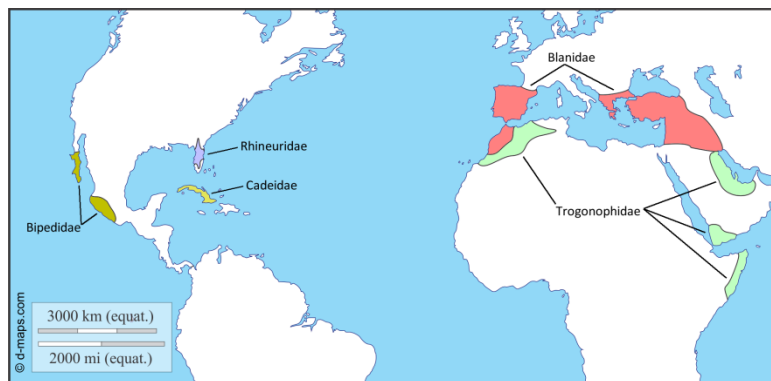 Blanidae
Rhineuridae
Cadeidae
Bipedidae
Trogonophidae
3000 km (equat.)
2000 mi (equat.)
© d-maps.com